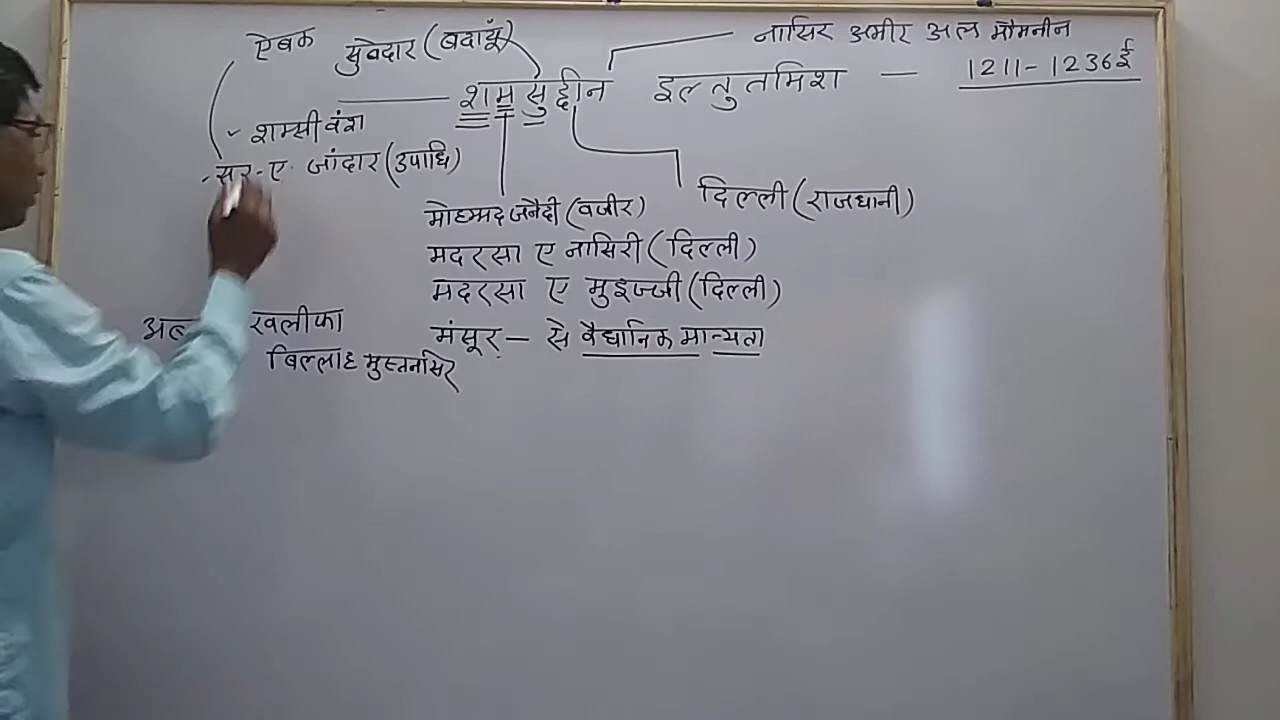 ऐबक सुबेदार (बदायूँ)
नासिर अमीर अल मौमनीन
शमसुद्दीन इल्तुतमिश — 1211-1236ई
शम्सी वंश
सर-ए-जांदार (उपाधि)
मोहम्मद जुनैदी (वजीर)
दिल्ली (राजधानी)
मदरसा ए नासिरी (दिल्ली)
मदरसा ए मुइज्जी (दिल्ली)
खलीफा
मंसूर — से वैधानिक मान्यता
बिल्लाह मुस्तनसिर